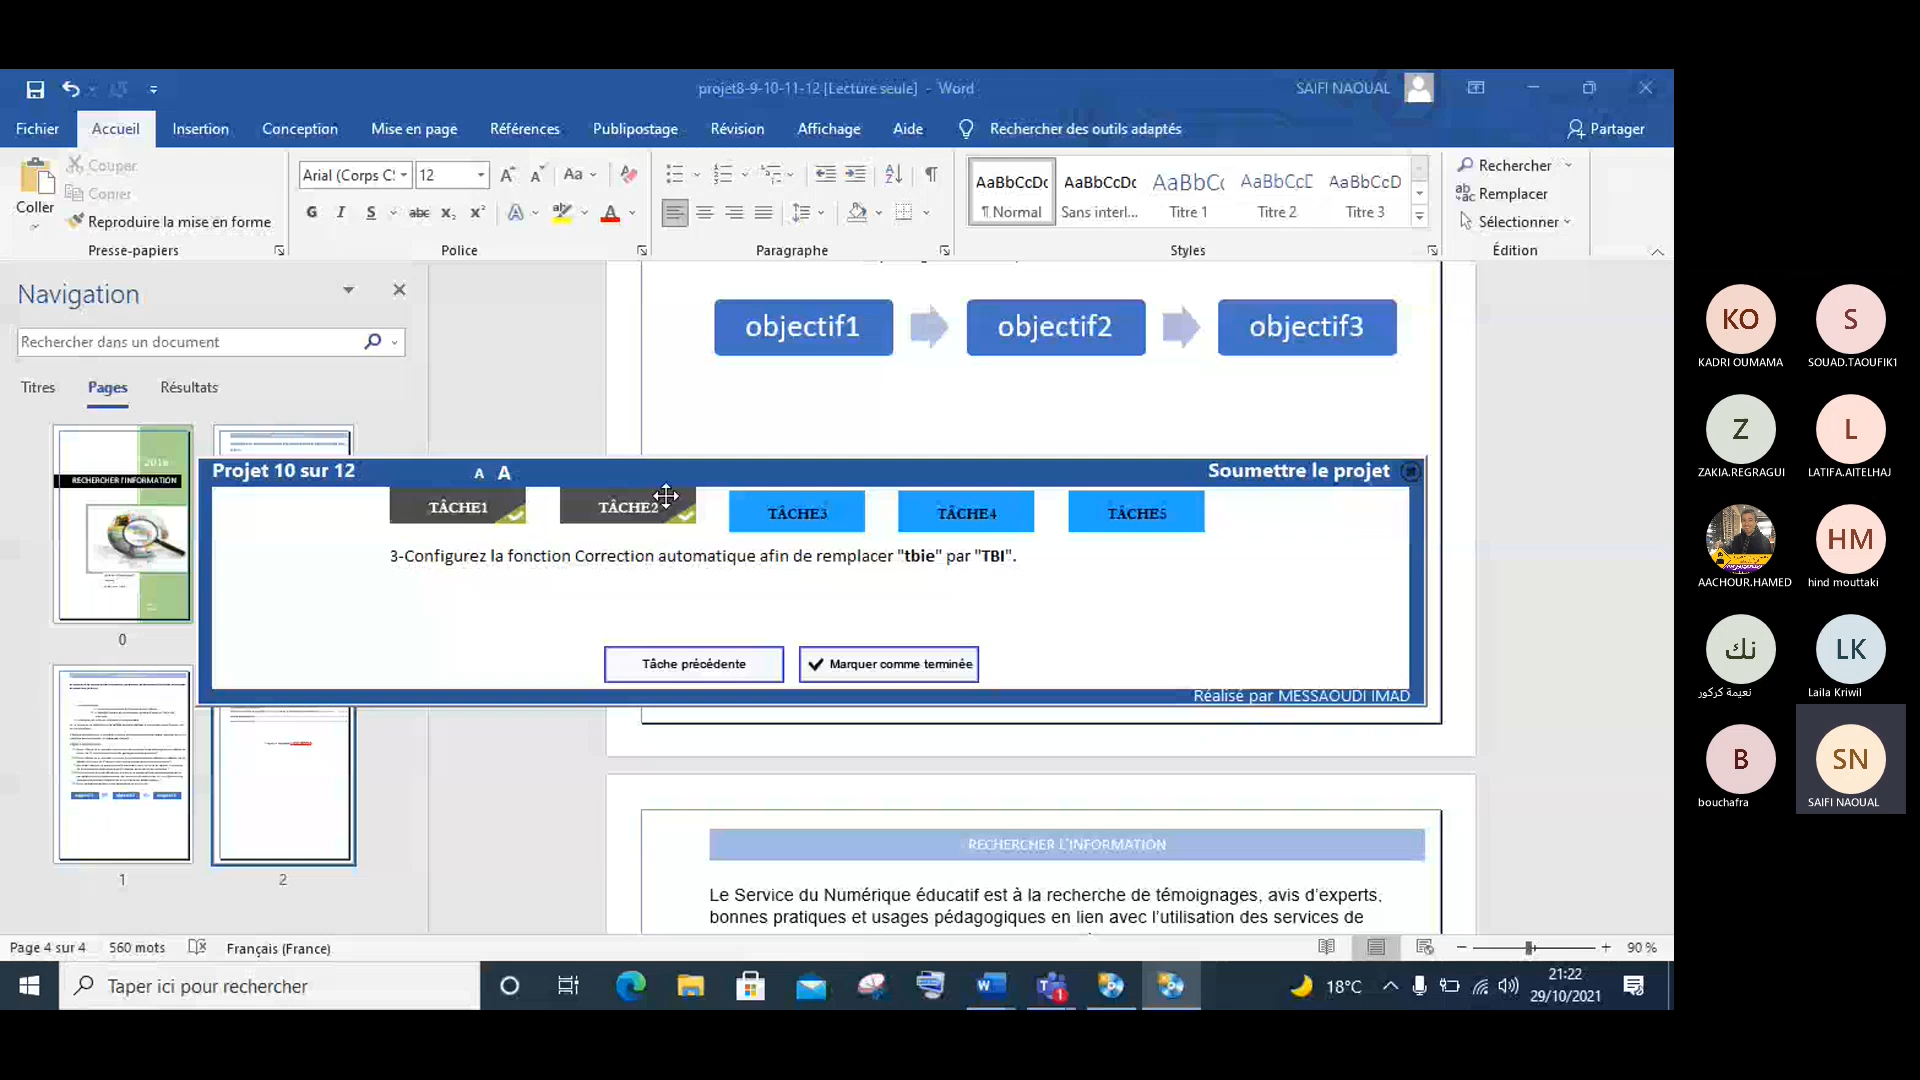 projet8-9-10-11-12 [Lecture seule] - Word
SAIFI NAOUAL
Fichier Accueil Insertion Conception Mise en page Références Publipostage Révision Affichage Aide Rechercher des outils adaptés Partager
Coller
Couper
Copier
Reproduire la mise en forme
Presse-papiers
Arial (Corps C! 12
Aa
G I S abc x₂ x² A A
Police
Paragraphe
AaBbCcDc AaBbCcDc AaBbC( AaBbCcC AaBbCcD
¶ Normal Sans interl... Titre 1 Titre 2 Titre 3
Styles
Rechercher
Remplacer
Sélectionner
Édition
Navigation
Rechercher dans un document
Titres Pages Résultats
2016
RECHERCHER l'INFORMATION
0
1
2
objectif1 objectif2 objectif3
Projet 10 sur 12 A A Soumettre le projet
TÂCHE1 TÂCHE2 TÂCHE3 TÂCHE4 TÂCHE5
3-Configurez la fonction Correction automatique afin de remplacer "tbie" par "TBI".
Tâche précédente Marquer comme terminée
Réalisé par MESSAOUDI IMAD
RECHERCHER L'INFORMATION
Le Service du Numérique éducatif est à la recherche de témoignages, avis d'experts,
bonnes pratiques et usages pédagogiques en lien avec l'utilisation des services de
Page 4 sur 4 560 mots Français (France) 90 %
Taper ici pour rechercher
1
18°C
21:22
29/10/2021
KO
KADRI OUMAMA
S
SOUAD.TAOUFIK1
Z
ZAKIA.REGRAGUI
L
LATIFA.AITELHAJ
AACHOUR.HAMED
HM
hind mouttaki
نك
نعيمة كركور
LK
Laila Kriwil
B
bouchafra
SN
SAIFI NAOUAL